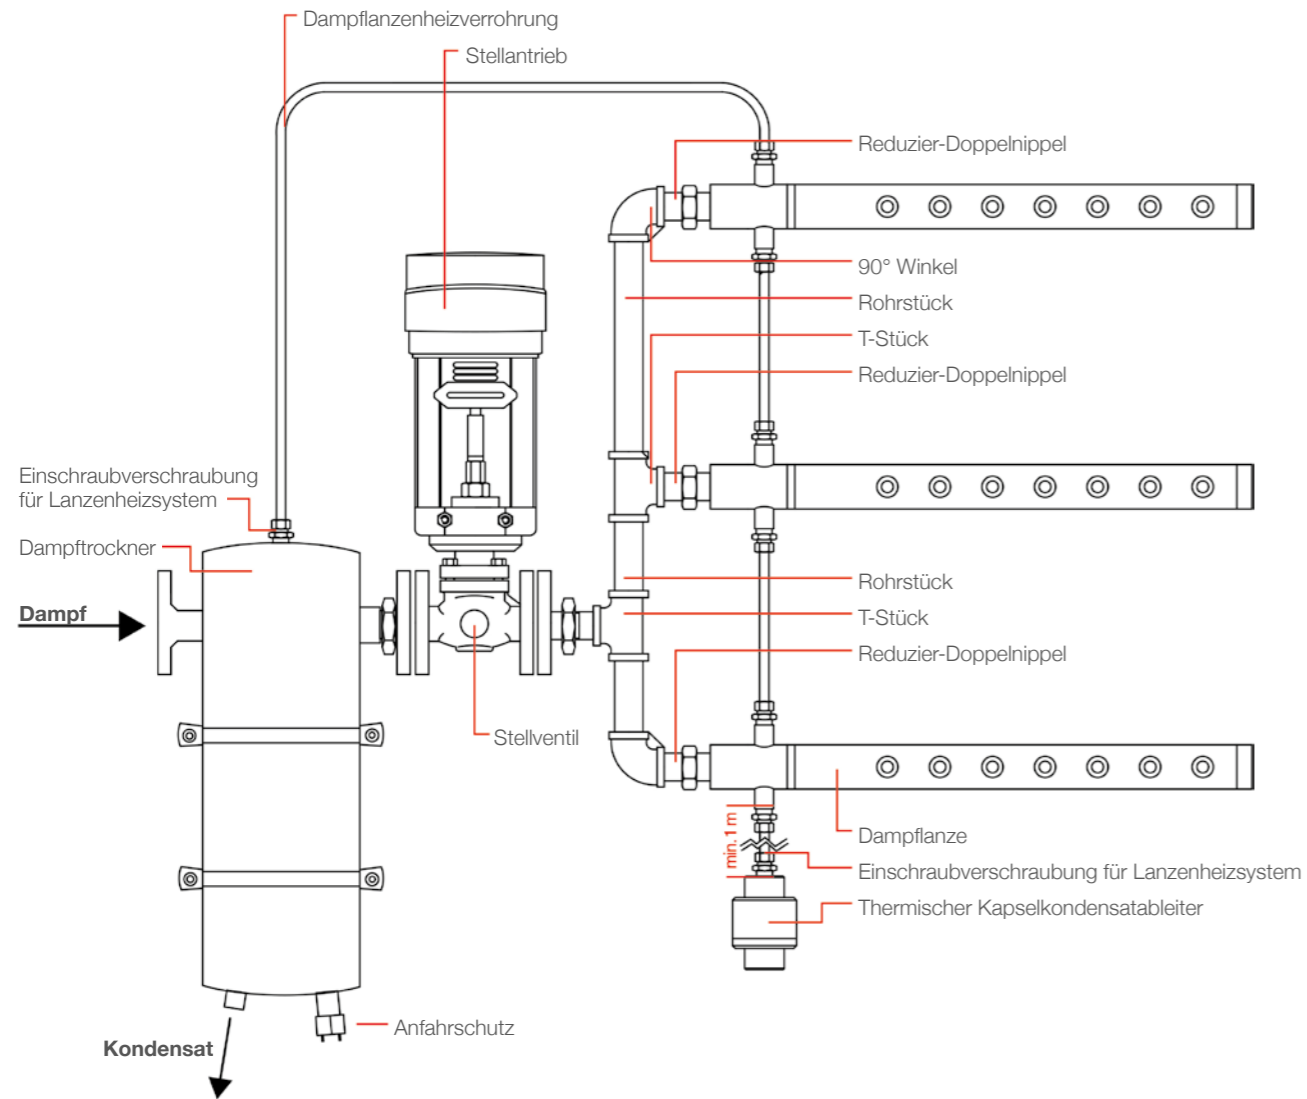 Dampflanzenheizverrohrung
Stellantrieb
Reduzier-Doppelnippel
90° Winkel
Rohrstück
T-Stück
Reduzier-Doppelnippel
Einschraubverschraubung
für Lanzenheizsystem
Dampftrockner
Dampf
Rohrstück
T-Stück
Reduzier-Doppelnippel
Stellventil
min. 1 m
Dampflanze
Einschraubverschraubung für Lanzenheizsystem
Thermischer Kapselkondensatableiter
Anfahrschutz
Kondensat